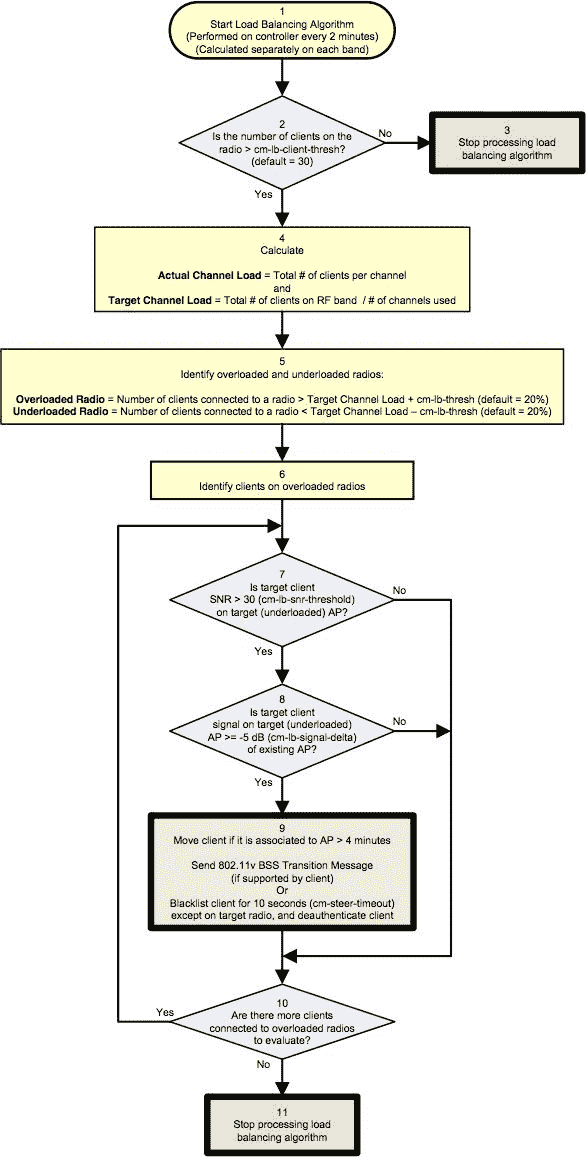 1
Start Load Balancing Algorithm
(Performed on controller every 2 minutes)
(Calculated separately on each band)
2
Is the number of clients on the
radio > cm-lb-client-thresh?
(default = 30)
No
3
Stop processing load
balancing algorithm
Yes
4
Calculate
Actual Channel Load = Total # of clients per channel
and
Target Channel Load = Total # of clients on RF band / # of channels used
5
Identify overloaded and underloaded radios:
Overloaded Radio = Number of clients connected to a radio > Target Channel Load + cm-lb-thresh (default = 20%)
Underloaded Radio = Number of clients connected to a radio < Target Channel Load – cm-lb-thresh (default = 20%)
6
Identify clients on overloaded radios
7
Is target client
SNR > 30 (cm-lb-snr-threshold)
on target (underloaded) AP?
No
Yes
8
Is target client
signal on target (underloaded)
AP >= -5 dB (cm-lb-signal-delta)
of existing AP?
No
Yes
9
Move client if it is associated to AP > 4 minutes
Send 802.11v BSS Transition Message
(if supported by client)
Or
Blacklist client for 10 seconds (cm-steer-timeout)
except on target radio, and deauthenticate client
10
Are there more clients
connected to overloaded radios
to evaluate?
Yes
No
11
Stop processing load
balancing algorithm